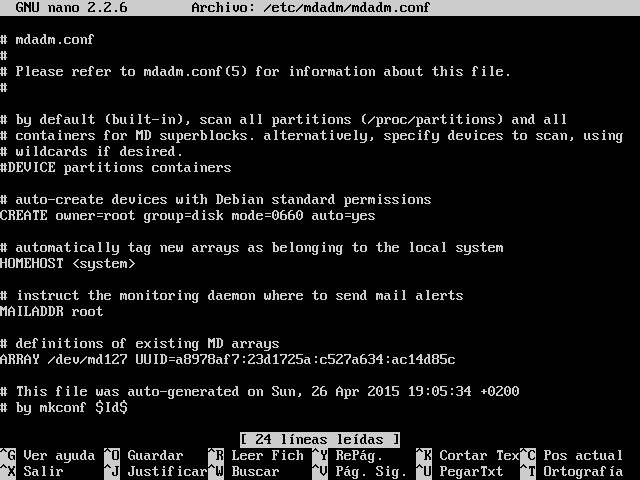 GNU nano 2.2.6 Archivo: /etc/mdadm/mdadm.conf
# mdadm.conf
#
# Please refer to mdadm.conf(5) for information about this file.
#
# by default (built-in), scan all partitions (/proc/partitions) and all
# containers for MD superblocks. alternatively, specify devices to scan, using
# wildcards if desired.
#DEVICE partitions containers
# auto-create devices with Debian standard permissions
CREATE owner=root group=disk mode=0660 auto=yes
# automatically tag new arrays as belonging to the local system
HOMEHOST <system>
# instruct the monitoring daemon where to send mail alerts
MAILADDR root
# definitions of existing MD arrays
ARRAY /dev/md127 UUID=a8978af7:23d1725a:c527a634:ac14d85c
# This file was auto-generated on Sun, 26 Apr 2015 19:05:34 +0200
# by mkconf $Id$
[ 24 líneas leídas ]
^G Ver ayuda ^O Guardar ^R Leer Fich ^Y RePág. ^K Cortar Tex ^C Pos actual
^X Salir ^J Justificar ^W Buscar ^V Pág. Sig. ^U PegarTxt ^T Ortografía